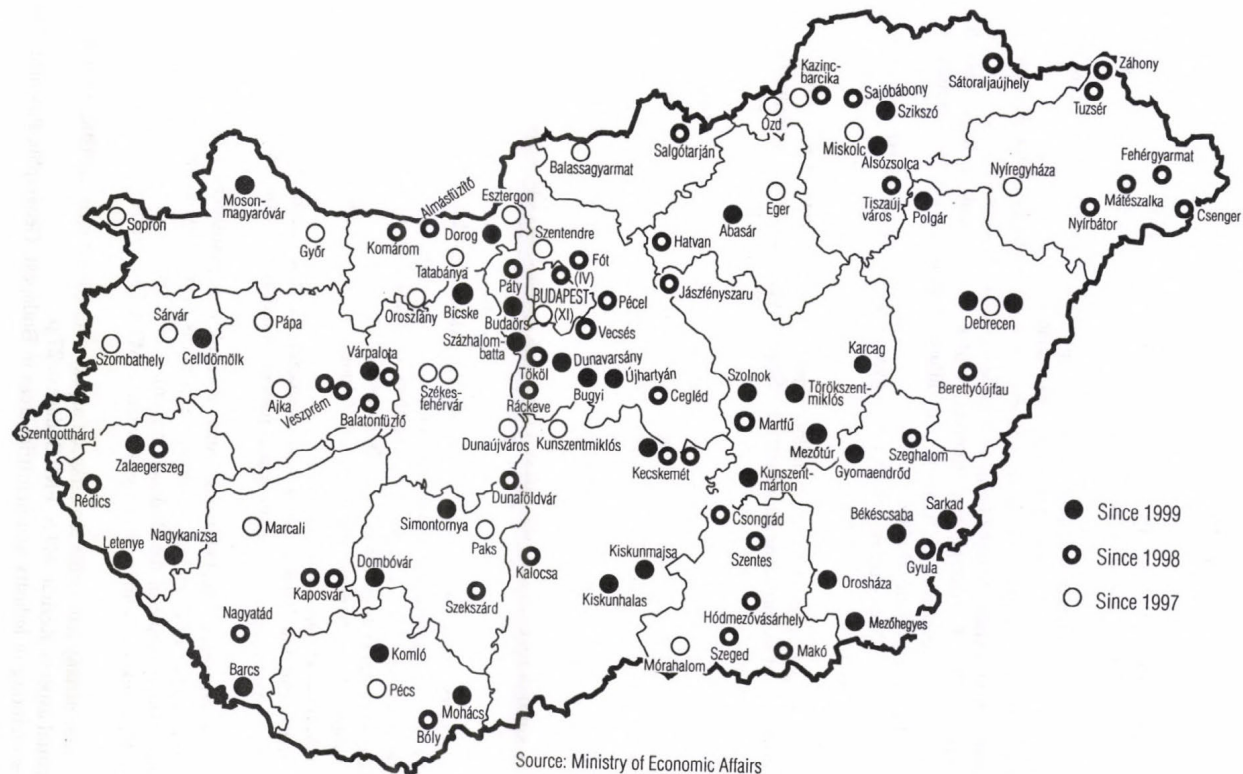 Kazinc-
barcika
Sajóbábony
Szikszó
Sátoraljaújhely
Záhony
Tuzsér
Ózd
Miskolc
Alsózsolca
Salgótarján
Balassagyarmat
Nyíregyháza
Fehérgyarmat
Mátészalka
Nyírbátor
Csenger
Tiszaúj-
város
Polgár
Eger
Abasár
Moson-
magyaróvár
Sopron
Győr
Almásfüzítő
Komárom
Esztergon
Dorog
Szentendre
Hatvan
Tatabánya
Fót
(IV)
Páty
BUDAPEST
(XI)
Pécel
Jászfényszaru
Oroszlány
Bicske
Budaörs
Vecsés
Debrecen
Sárvár
Pápa
Szombathely
Celldömölk
Várpalota
Százhalom-
batta
Dunavarsány
Tököl
Bugyi
Újhartyán
Karcag
Berettyóújfau
Ajka
Veszprém
Balatonfüzfő
Székes-
fehérvár
Ráckeve
Cegléd
Szolnok
Törökszent-
miklós
Martfű
Szentgotthárd
Dunaújváros
Kunszentmiklós
Mezőtúr
Szeghalom
Gyomaendrőd
Zalaegerszeg
Rédics
Kecskemét
Kunszent-
márton
Dunaföldvár
Simontornya
Marcali
Paks
Csongrád
Szentes
Békéscsaba
Sarkad
Gyula
Letenye
Nagykanizsa
Dombóvár
Kaposvár
Kalocsa
Kiskunmajsa
Kiskunhalas
Orosháza
Szekszárd
Nagyatád
Hódmezővásárhely
Mezőhegyes
Barcs
Komló
Mórahalom
Szeged
Makó
Pécs
Mohács
Bóly
Since 1999
Since 1998
Since 1997
Source: Ministry of Economic Affairs